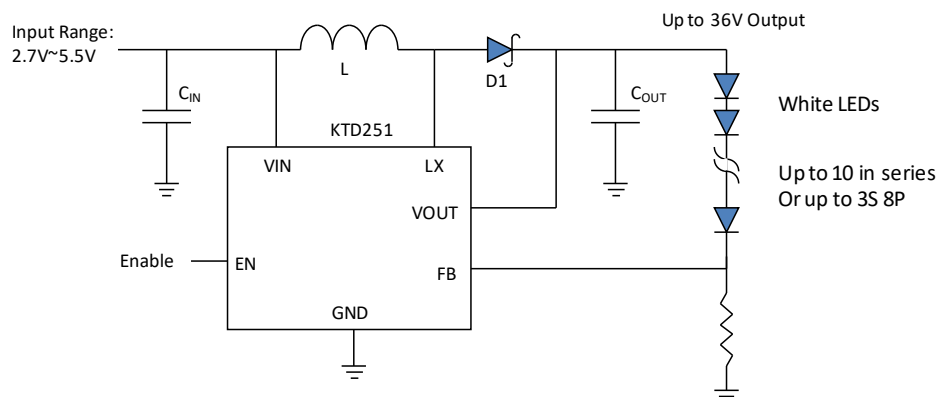 Up to 36V Output
Input Range:
2.7V~5.5V
L
D1
CIN
COUT
White LEDs
KTD251
VIN
LX
Up to 10 in series
Or up to 3S 8P
VOUT
Enable
EN
FB
GND